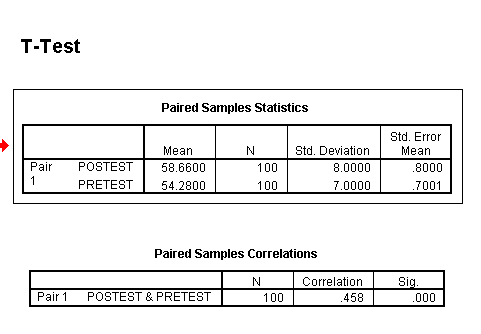 T-Test
Paired Samples Statistics
Mean N Std. Deviation Std. Error Mean
Pair 1 POSTEST 58.6600 100 8.0000 .8000
PRETEST 54.2800 100 7.0000 .7001
Paired Samples Correlations
N Correlation Sig.
Pair 1 POSTEST & PRETEST 100 .458 .000